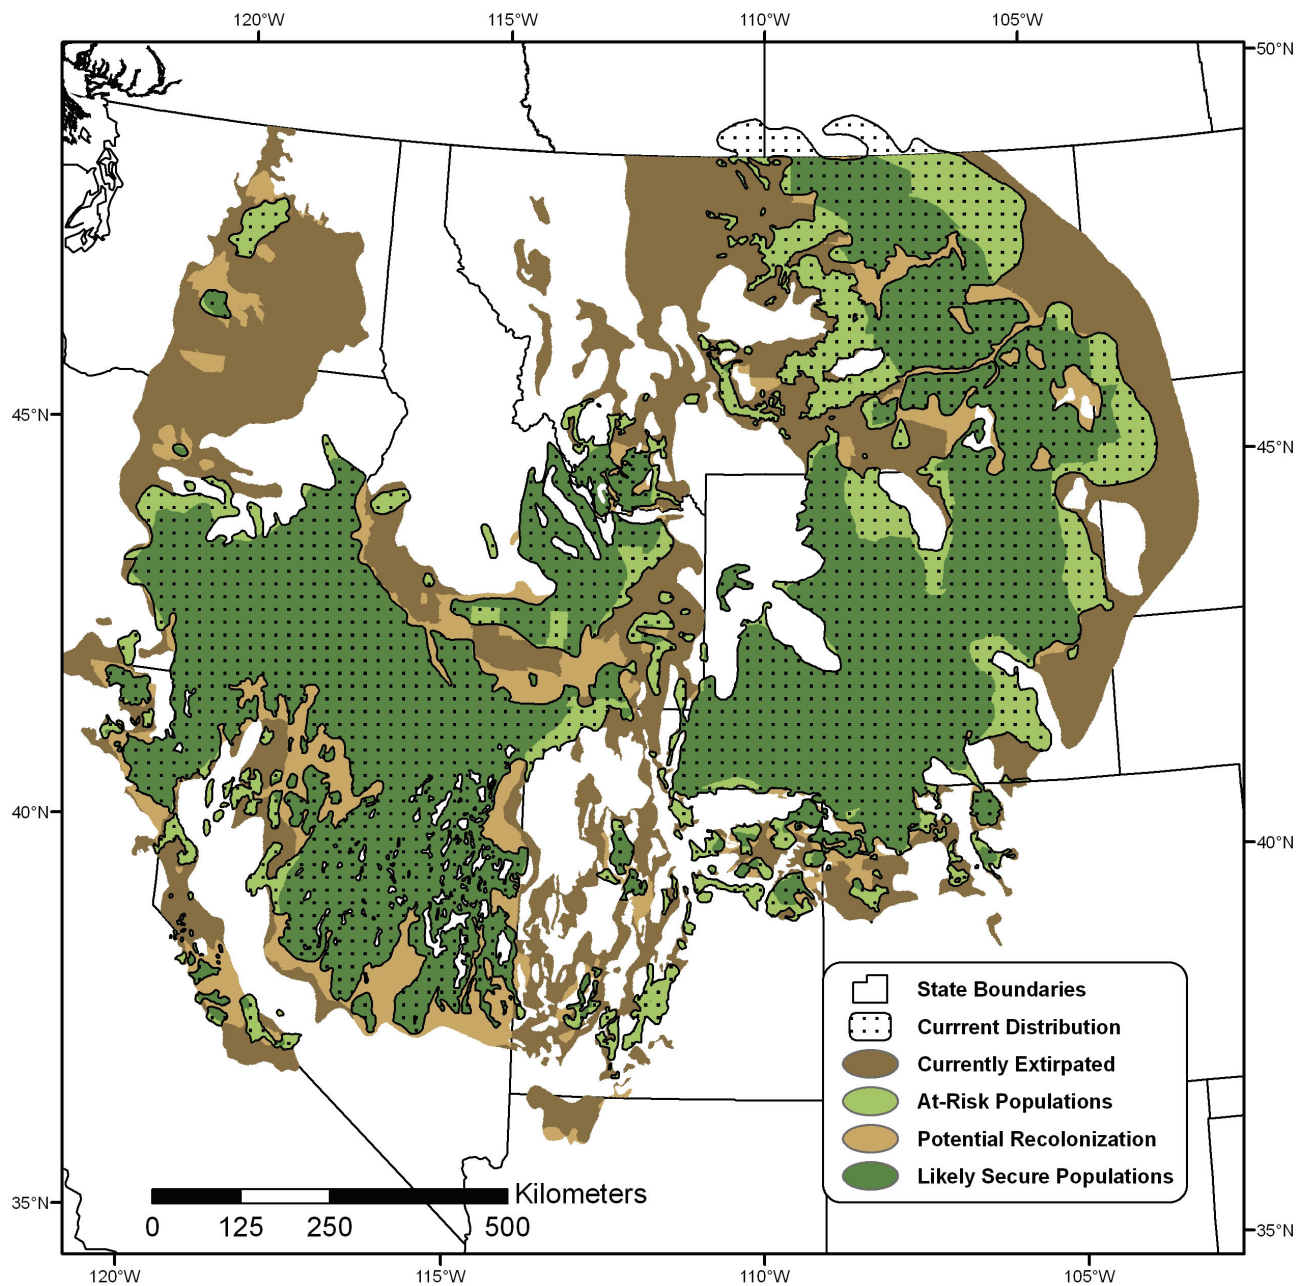 120°W 115°W 110°W 105°W
50°N
45°N
45°N
40°N
40°N
State Boundaries
Currrent Distribution
Currently Extirpated
At-Risk Populations
Potential Recolonization
Likely Secure Populations
Kilometers
0 125 250 500
35°N
35°N
120°W 115°W 110°W 105°W